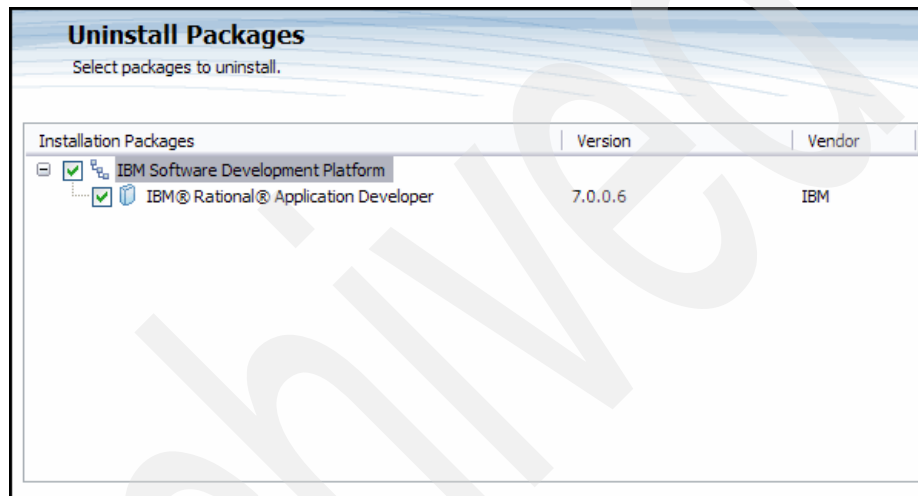 Uninstall Packages
Select packages to uninstall.
Installation Packages Version Vendor
IBM Software Development Platform
IBM® Rational® Application Developer 7.0.0.6 IBM